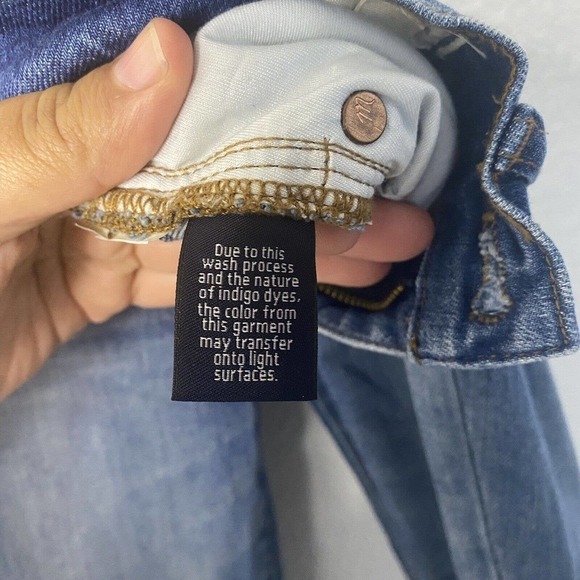 m
Due to this
wash process
and the nature
of indigo dyes,
the color from
this garment
may transfer
onto light
surfaces.